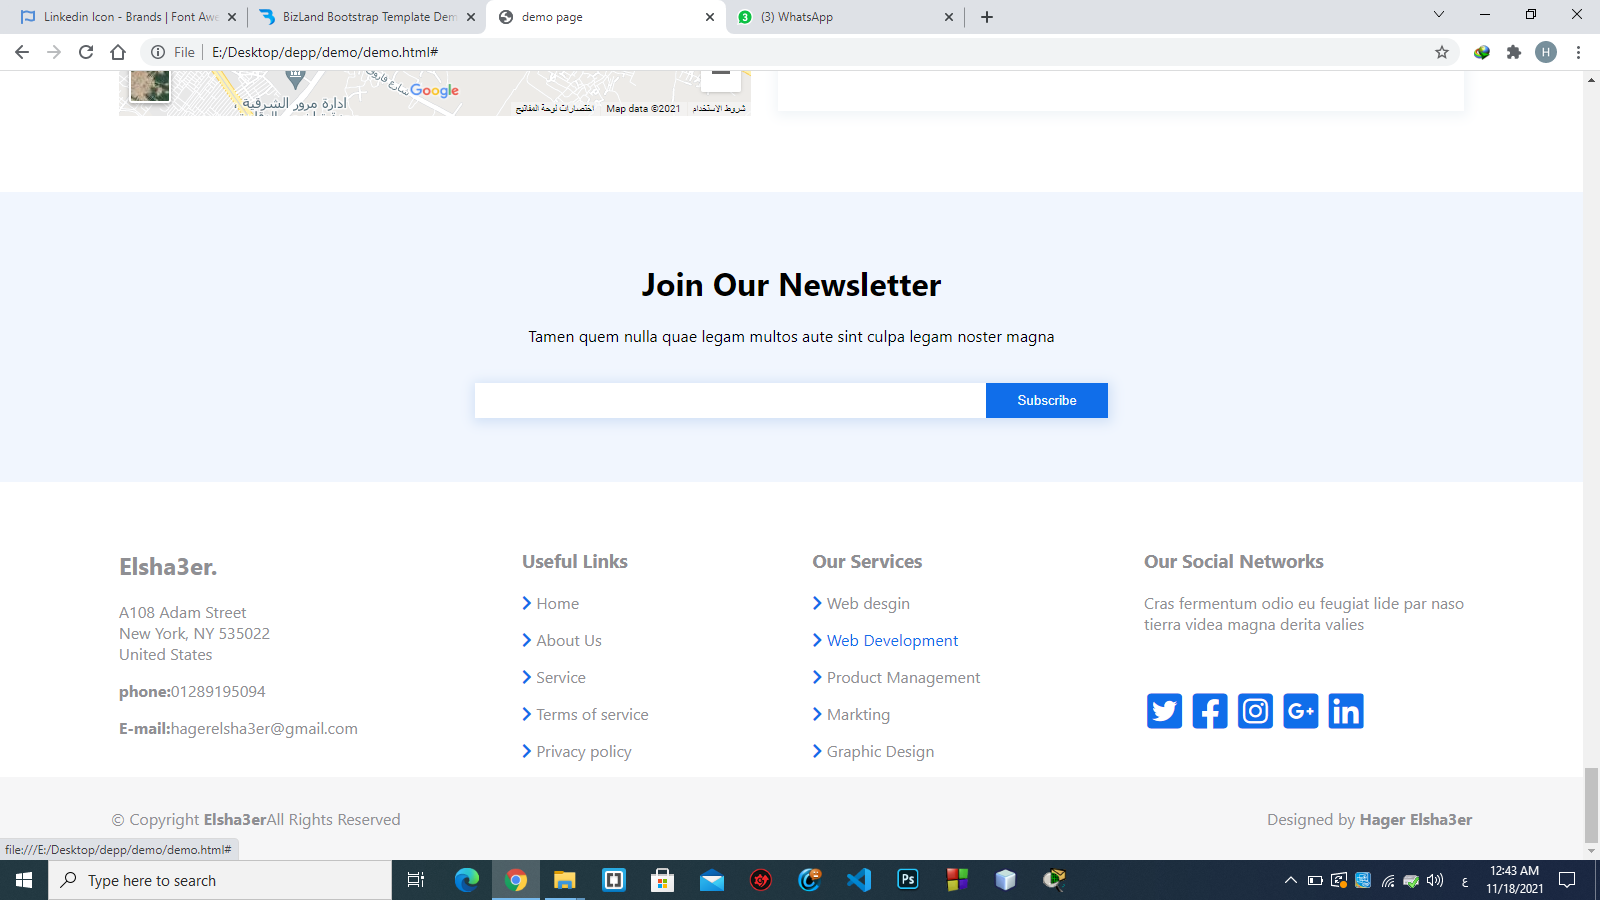 Linkedin Icon - Brands | Font Awe
BizLand Bootstrap Template Dem
demo page
(3) WhatsApp
File
E:/Desktop/depp/demo/demo.html#
H
ادارة مرور الشرقية ،
شارع فاروق
Google
اختصارات لوحة المفاتيح
Map data ©2021
شروط الاستخدام
Join Our Newsletter
Tamen quem nulla quae legam multos aute sint culpa legam noster magna
Subscribe
Elsha3er.
A108 Adam Street
New York, NY 535022
United States
phone:01289195094
E-mail:hagerelsha3er@gmail.com
Useful Links
Home
About Us
Service
Terms of service
Privacy policy
Our Services
Web desgin
Web Development
Product Management
Markting
Graphic Design
Our Social Networks
Cras fermentum odio eu feugiat lide par naso
tierra videa magna derita valies
© Copyright Elsha3erAll Rights Reserved
Designed by Hager Elsha3er
file:///E:/Desktop/depp/demo/demo.html#
Type here to search
Ps
ع
12:43 AM
11/18/2021